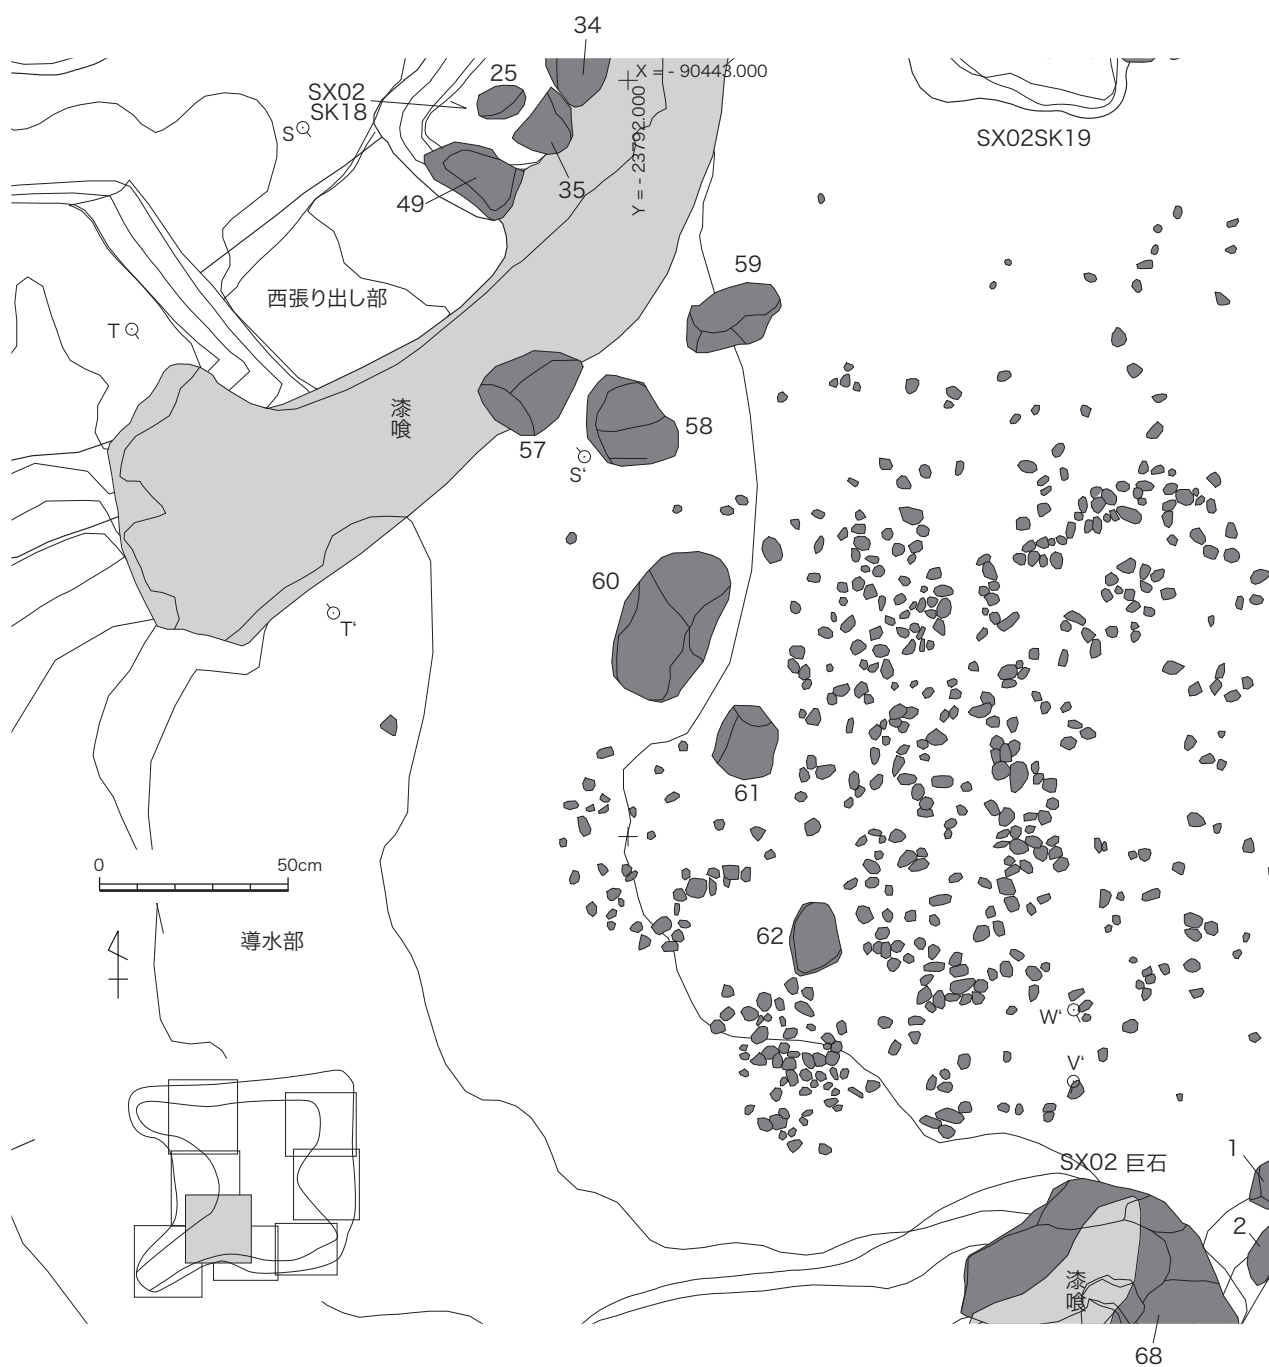 34
X = - 90443.000
25
SX02
SK18
S
SX02SK19
Y = - 23792.000
35
49
59
西張り出し部
T
漆喰
57
58
S'
60
T'
61
0 50cm
62
導水部
W'
V'
SX02 巨石
1
2
漆喰
68